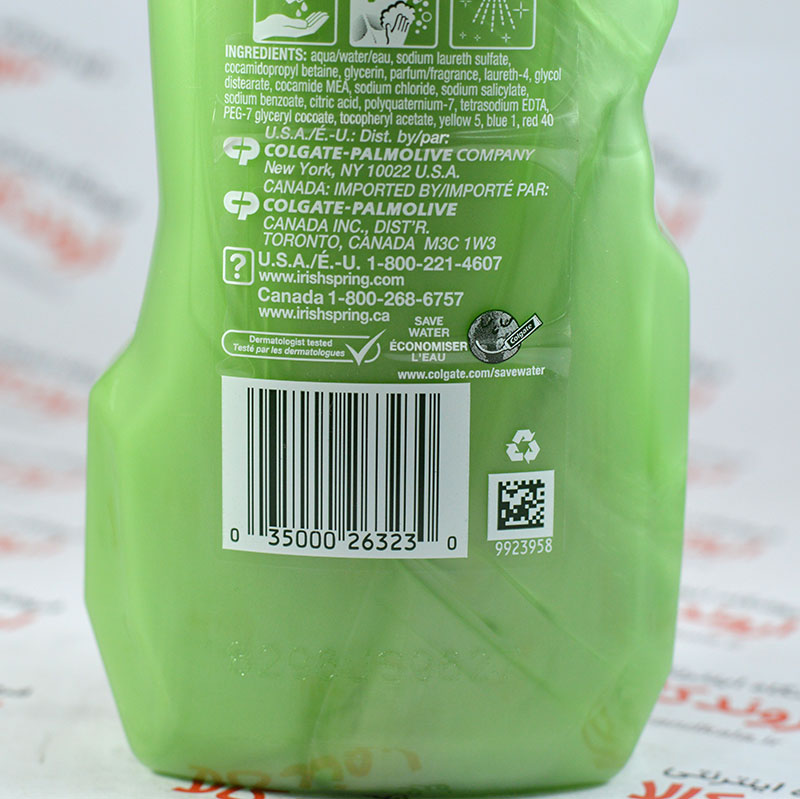 INGREDIENTS: aqua/water/eau, sodium laureth sulfate,
cocamidopropyl betaine, glycerin, parfum/fragrance, laureth-4, glycol
distearate, cocamide MEA, sodium chloride, sodium salicylate,
sodium benzoate, citric acid, polyquaternium-7, tetrasodium EDTA,
PEG-7 glyceryl cocoate, tocopheryl acetate, yellow 5, blue 1, red 40
U.S.A./É.-U.: Dist. by/par:
CP COLGATE-PALMOLIVE COMPANY
New York, NY 10022 U.S.A.
CANADA: IMPORTED BY/IMPORTÉ PAR:
CP COLGATE-PALMOLIVE
CANADA INC., DIST'R.
TORONTO, CANADA M3C 1W3
? U.S.A./É.-U. 1-800-221-4607
www.irishspring.com
Canada 1-800-268-6757
www.irishspring.ca
Dermatologist tested
Testé par les dermatologues
SAVE
WATER
ÉCONOMISER
L'EAU
Colgate
www.colgate.com/savewater
0 35000 26323 0
9923958